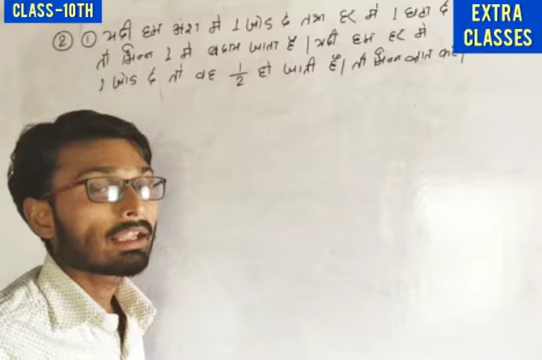 CLASS-10TH
EXTRA
CLASSES
② ① यदी हम अंश में 1 जोड़ दे तथा हर में 1 घटा दे
तो भिन्न 1 में बदल जाता है। यदी हम हर में
1 जोड़ दे तो वह 1/2 हो जाती है। तो भिन्न ज्ञात करे।